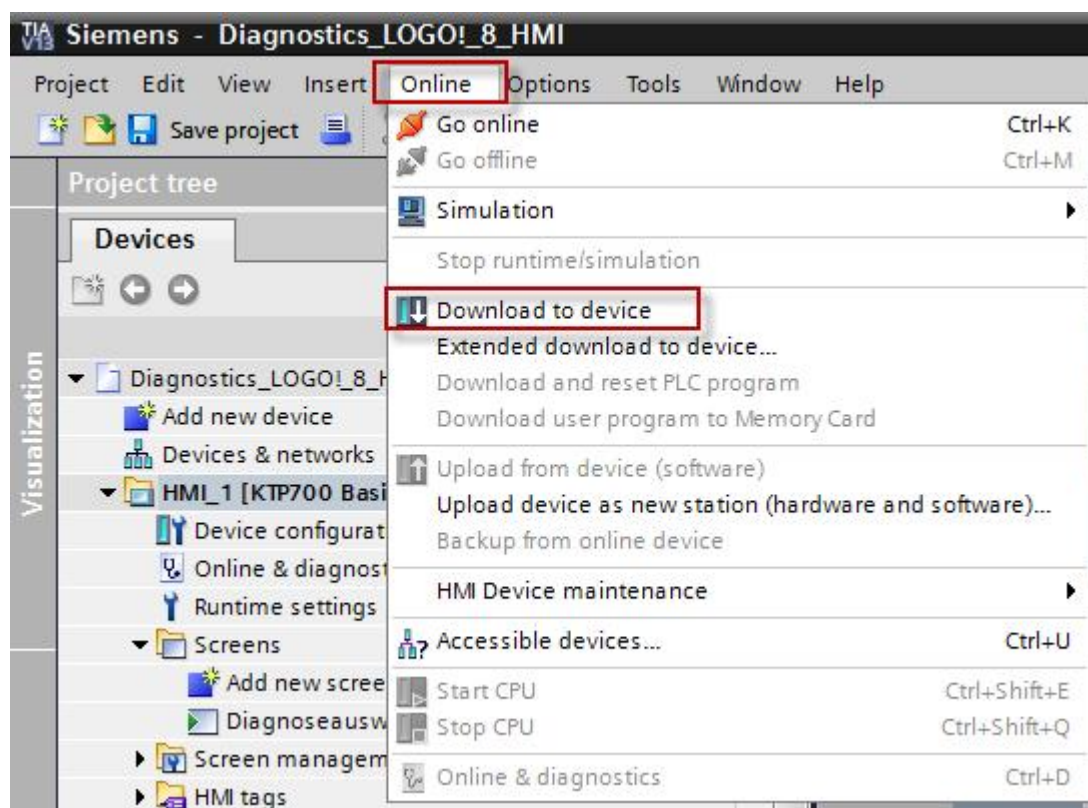 TIA V13 Siemens - Diagnostics_LOGO!_8_HMI
Project Edit View Insert Online Options Tools Window Help
Save project
Project tree
Devices
Visualization
Diagnostics_LOGO!_8_H
Add new device
Devices & networks
HMI_1 [KTP700 Basi
Device configurat
Online & diagnost
Runtime settings
Screens
Add new scree
Diagnoseausw
Screen managem
HMI tags
Go online Ctrl+K
Go offline Ctrl+M
Simulation
Stop runtime/simulation
Download to device
Extended download to device...
Download and reset PLC program
Download user program to Memory Card
Upload from device (software)
Upload device as new station (hardware and software)...
Backup from online device
HMI Device maintenance
Accessible devices... Ctrl+U
Start CPU Ctrl+Shift+E
Stop CPU Ctrl+Shift+Q
Online & diagnostics Ctrl+D